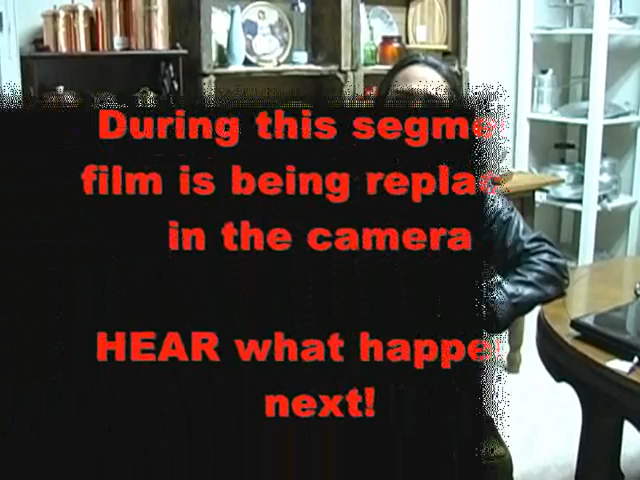 During this segme
film is being replac
in the camera
HEAR what happe
next!